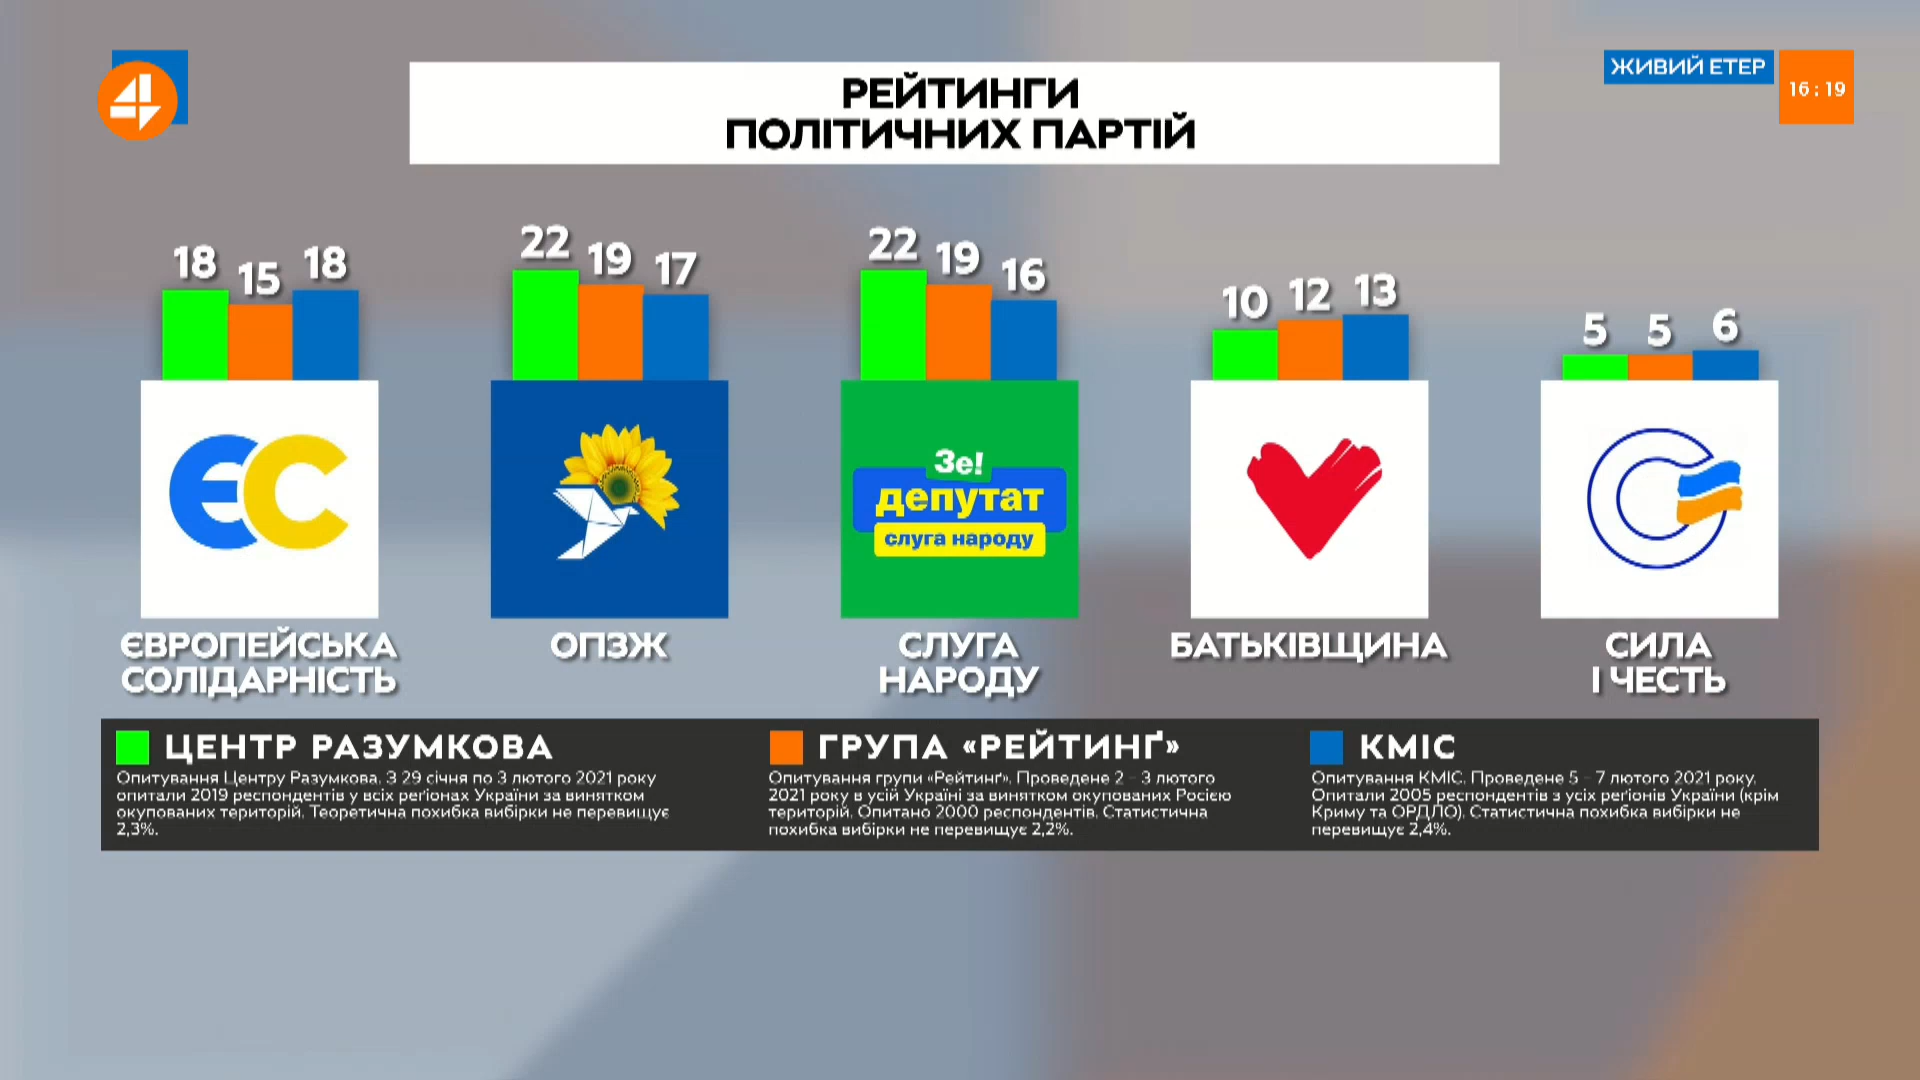 4
ЖИВИЙ ЕТЕР
16:19
РЕЙТИНГИ
ПОЛІТИЧНИХ ПАРТІЙ
18 15 18
22 19 17
22 19 16
10 12 13
5 5 6
ЄС
Зе!
депутат
слуга народу
ЄВРОПЕЙСЬКА
СОЛІДАРНІСТЬ
ОПЗЖ
СЛУГА
НАРОДУ
БАТЬКІВЩИНА
СИЛА
І ЧЕСТЬ
ЦЕНТР РАЗУМКОВА
Опитування Центру Разумкова. З 29 січня по 3 лютого 2021 року
опитали 2019 респондентів у всіх реґіонах України за винятком
окупованих територій. Теоретична похибка вибірки не перевищує
2,3%.
ГРУПА «РЕЙТИНҐ»
Опитування групи «Рейтинґ». Проведене 2 – 3 лютого
2021 року в усій Україні за винятком окупованих Росією
територій. Опитано 2000 респондентів. Статистична
похибка вибірки не перевищує 2,2%.
КМІС
Опитування КМІС. Проведене 5 – 7 лютого 2021 року.
Опитали 2005 респондентів з усіх реґіонів України (крім
Криму та ОРДЛО). Статистична похибка вибірки не
перевищує 2,4%.